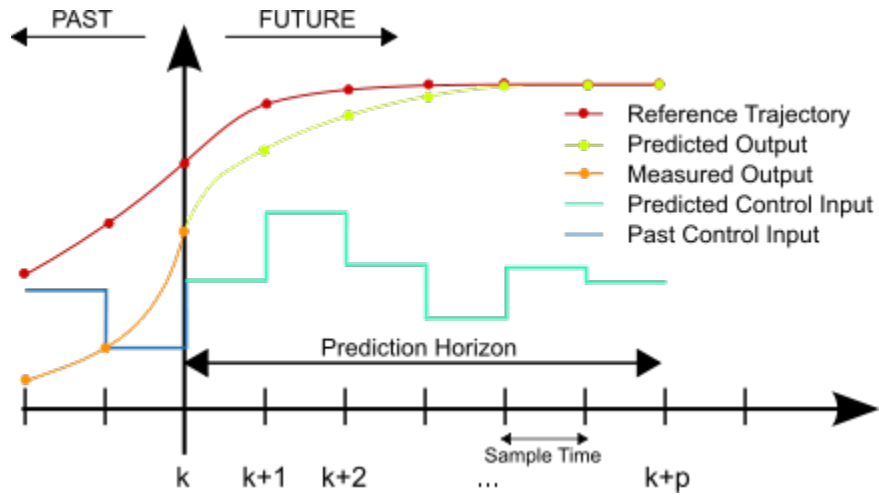 PAST
FUTURE
Reference Trajectory
Predicted Output
Measured Output
Predicted Control Input
Past Control Input
Prediction Horizon
Sample Time
k
k+1
k+2
...
k+p